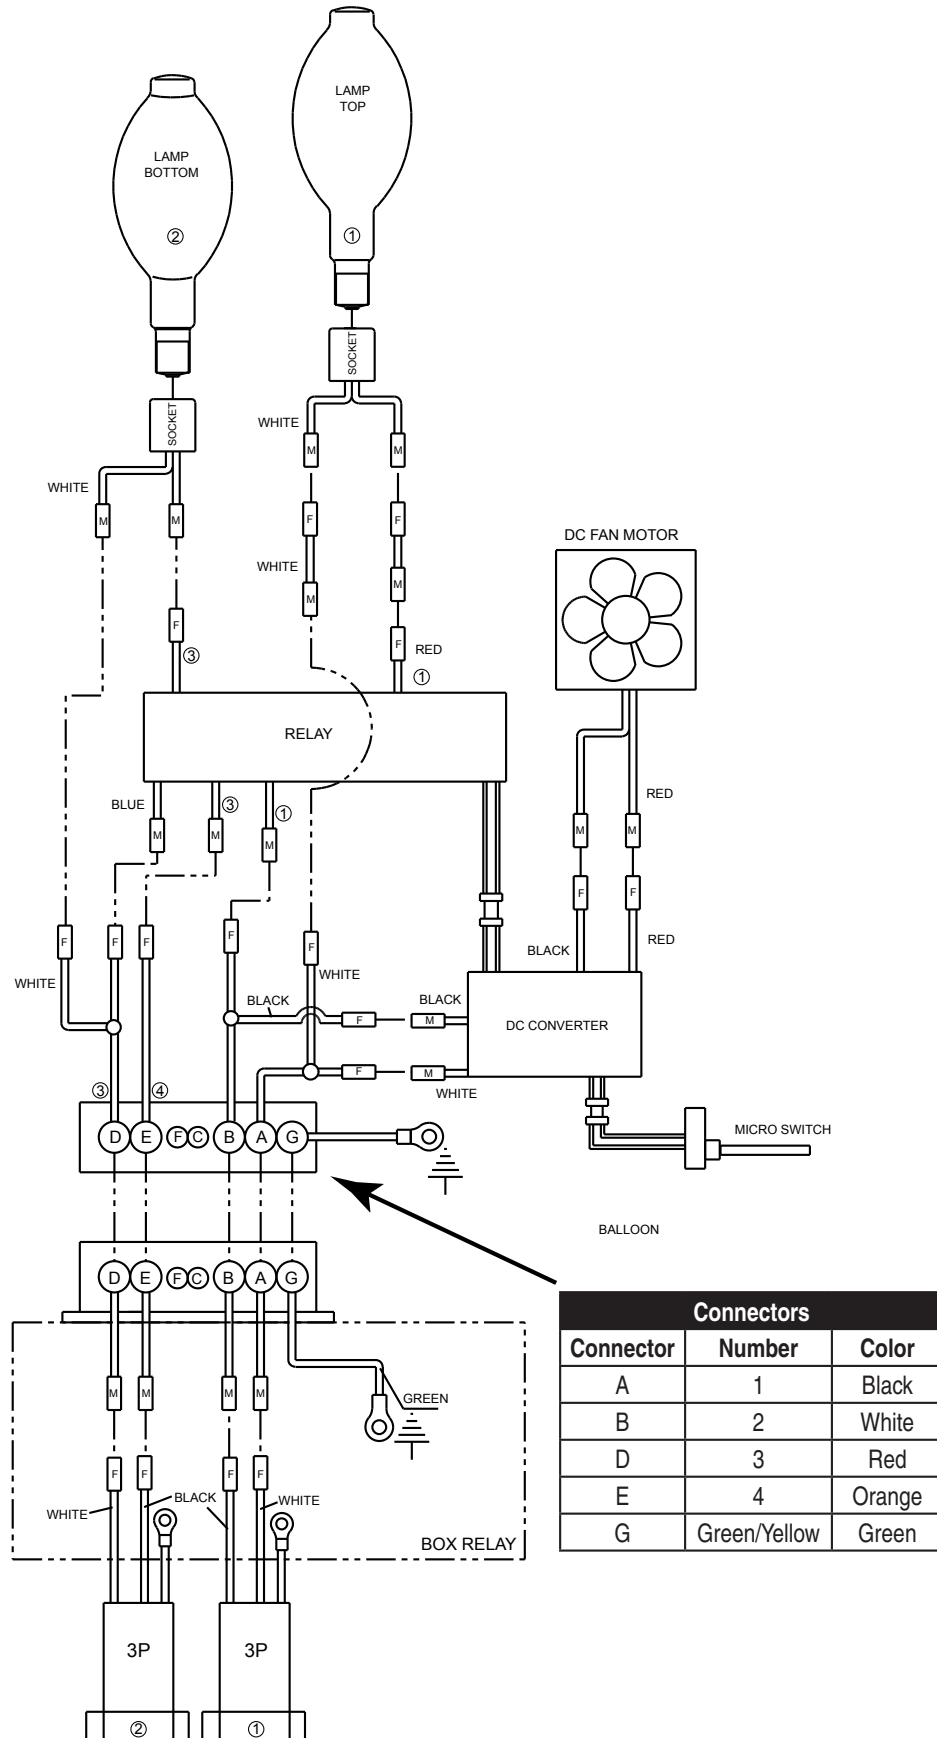 LAMP
TOP
①
LAMP
BOTTOM
②
SOCKET
SOCKET
WHITE
M
M
WHITE
M
M
F
F
WHITE
M
M
F
F
RED
③
①
DC FAN MOTOR
RELAY
BLUE
③
①
M
M
M
RED
M
M
F
F
BLACK
RED
F
F
F
F
F
WHITE
WHITE
BLACK
BLACK
F
M
DC CONVERTER
F
M
WHITE
③
④
D
E
F
C
B
A
G
MICRO SWITCH
BALLOON
D
E
F
C
B
A
G
Connectors
Connector Number Color
A 1 Black
B 2 White
D 3 Red
E 4 Orange
G Green/Yellow Green
M
M
M
M
GREEN
F
F
F
F
WHITE
BLACK
WHITE
BOX RELAY
3P
3P
②
①